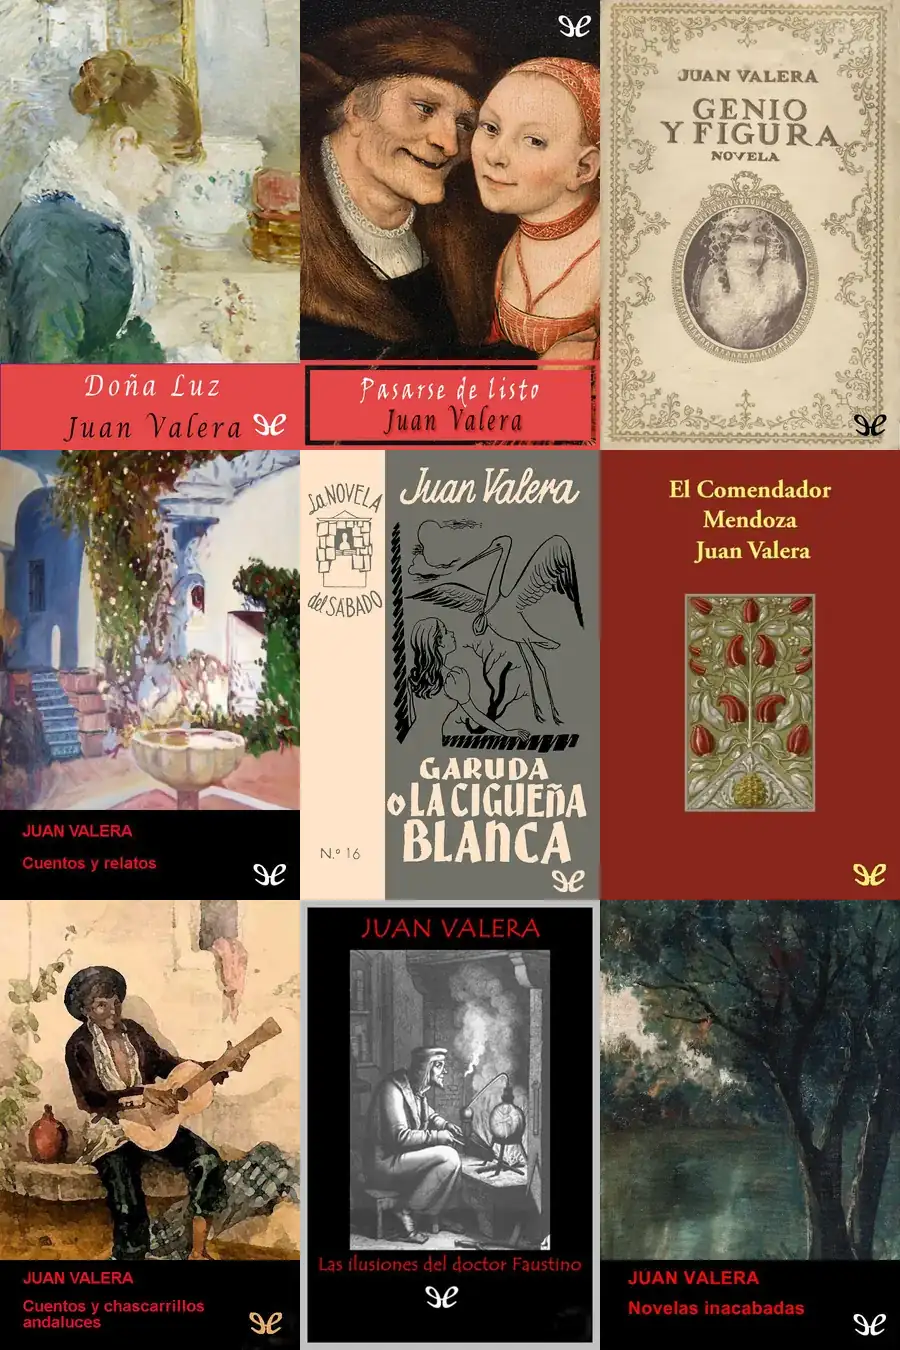 Doña Luz
Juan Valera
Pasarse de listo
Juan Valera
JUAN VALERA
GENIO
Y FIGURA
NOVELA
JUAN VALERA
Cuentos y relatos
La NOVELA
del SÁBADO
N.º 16
Juan Valera
GARUDA
o LA CIGUEÑA
BLANCA
El Comendador
Mendoza
Juan Valera
JUAN VALERA
Cuentos y chascarrillos
andaluces
JUAN VALERA
Las ilusiones del doctor Faustino
JUAN VALERA
Novelas inacabadas